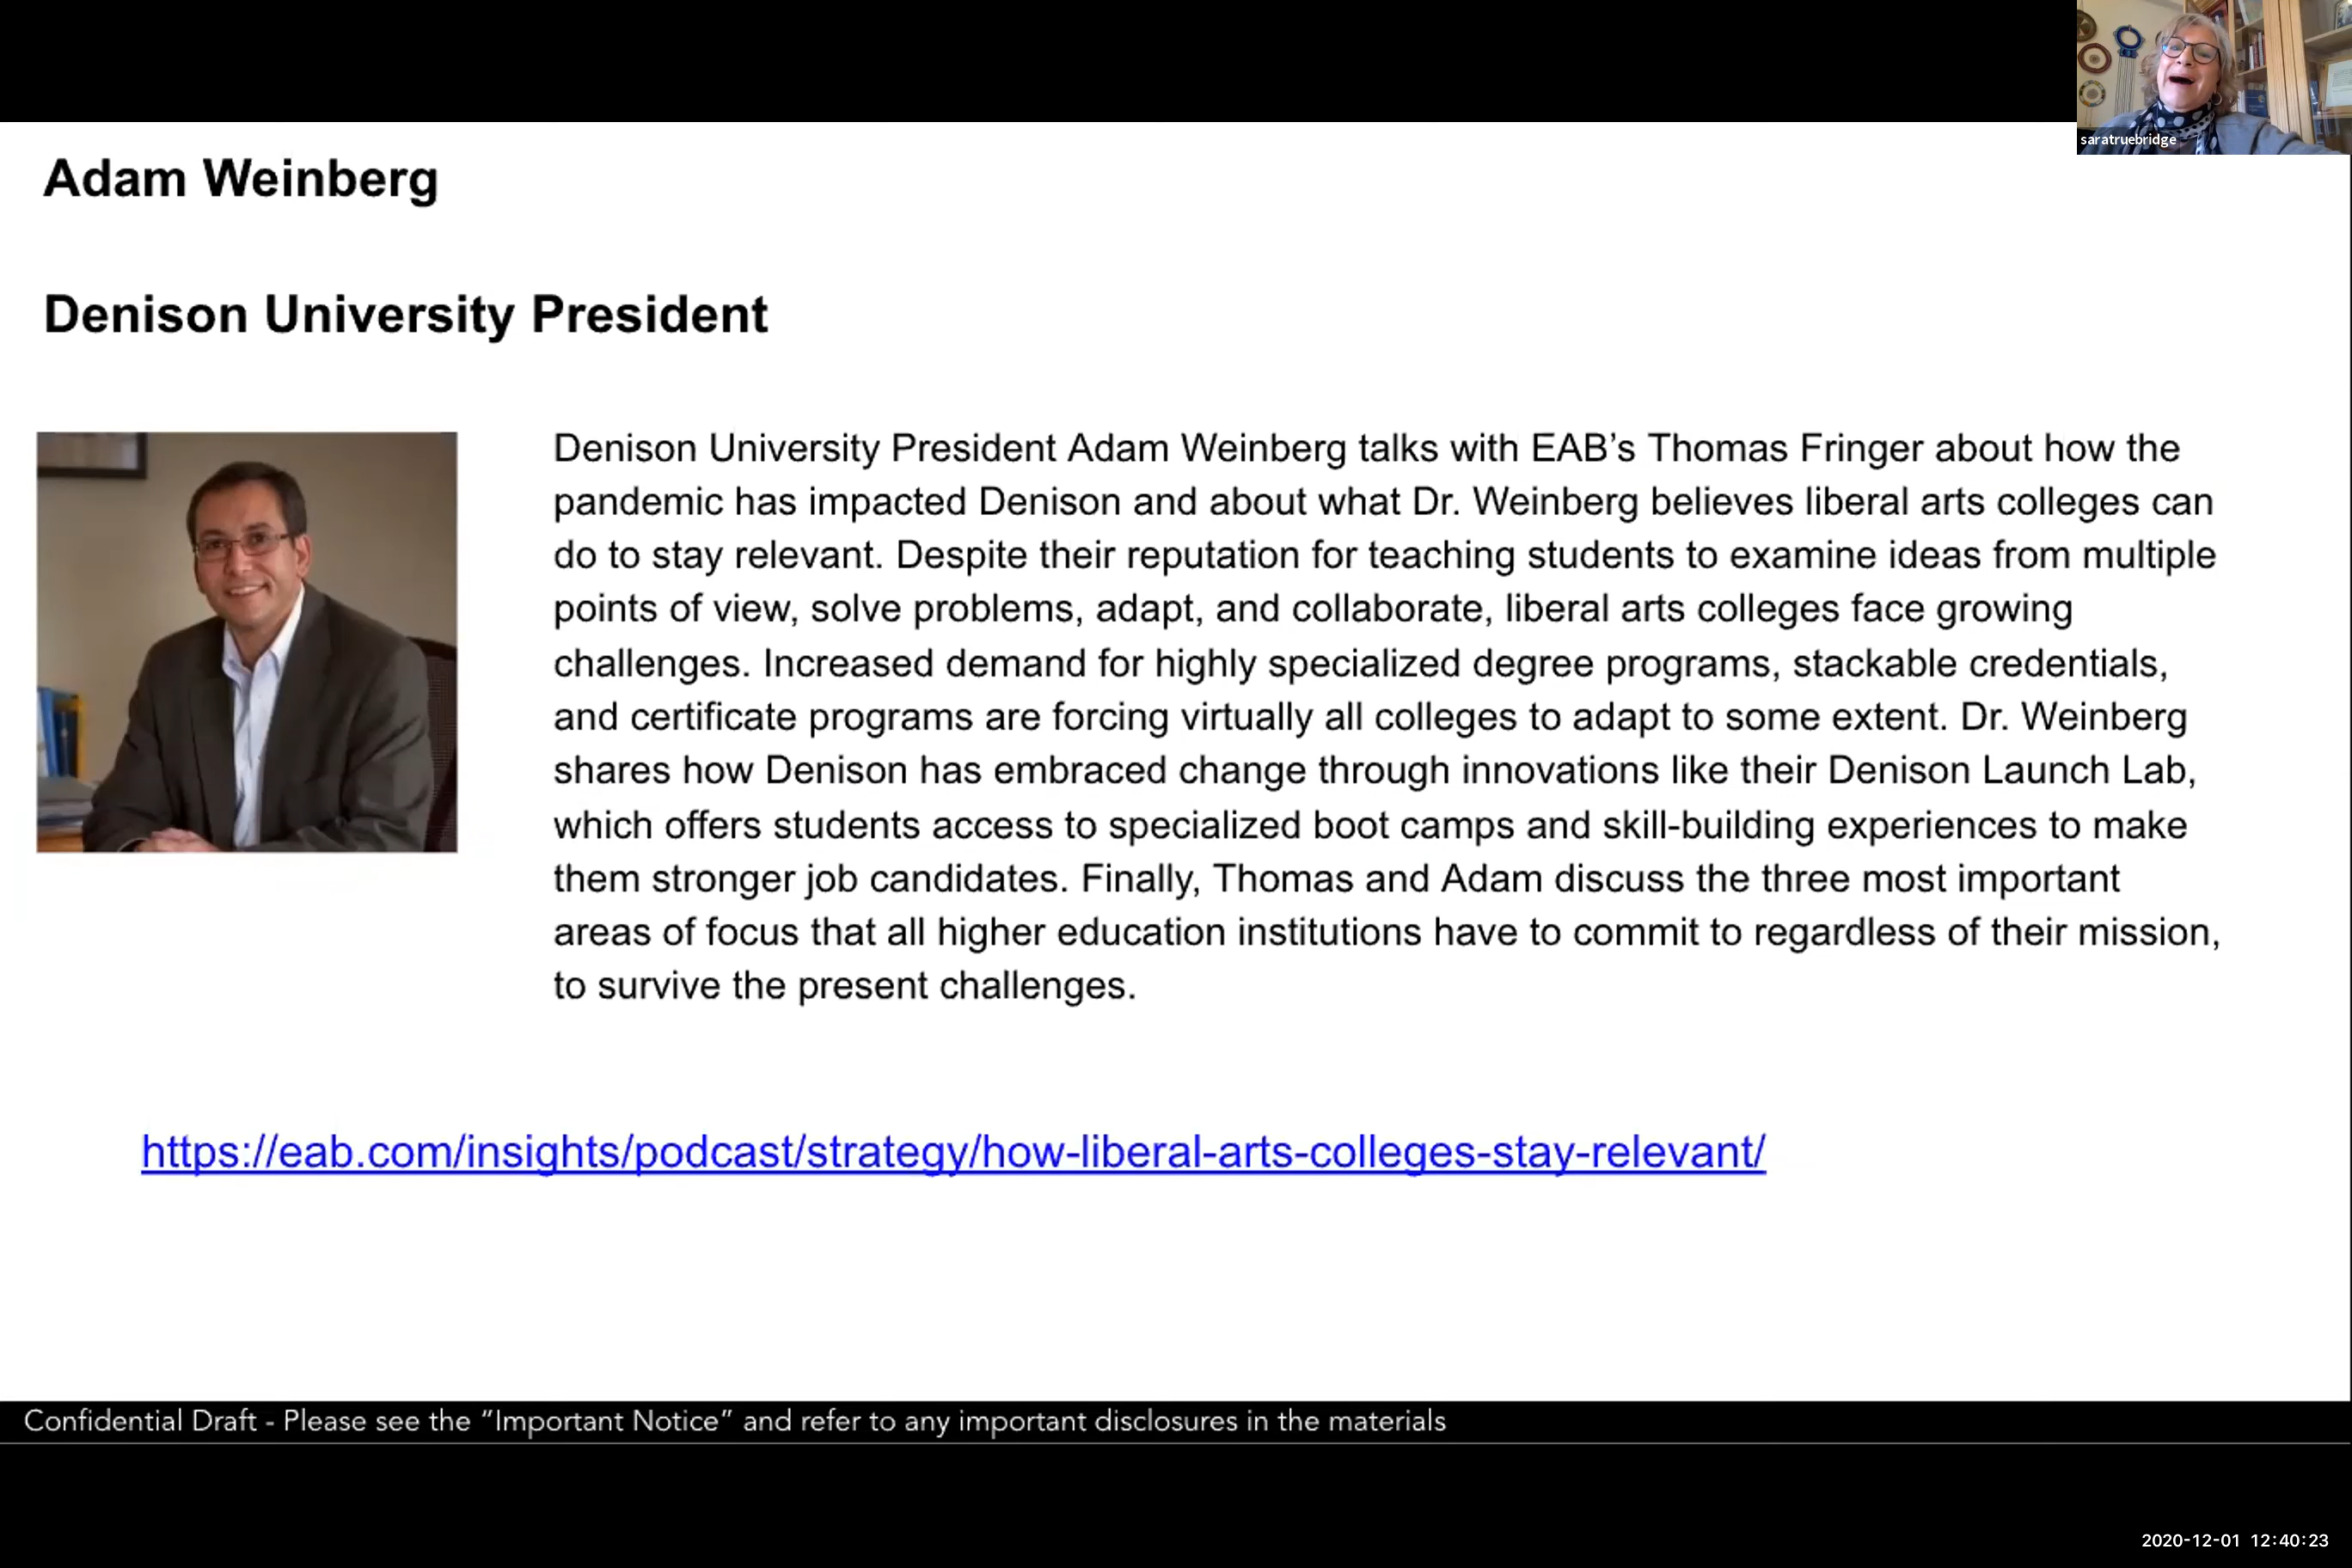 saratruebridge
Adam Weinberg
Denison University President
Denison University President Adam Weinberg talks with EAB’s Thomas Fringer about how the
pandemic has impacted Denison and about what Dr. Weinberg believes liberal arts colleges can
do to stay relevant. Despite their reputation for teaching students to examine ideas from multiple
points of view, solve problems, adapt, and collaborate, liberal arts colleges face growing
challenges. Increased demand for highly specialized degree programs, stackable credentials,
and certificate programs are forcing virtually all colleges to adapt to some extent. Dr. Weinberg
shares how Denison has embraced change through innovations like their Denison Launch Lab,
which offers students access to specialized boot camps and skill-building experiences to make
them stronger job candidates. Finally, Thomas and Adam discuss the three most important
areas of focus that all higher education institutions have to commit to regardless of their mission,
to survive the present challenges.
https://eab.com/insights/podcast/strategy/how-liberal-arts-colleges-stay-relevant/
Confidential Draft - Please see the “Important Notice” and refer to any important disclosures in the materials
2020-12-01 12:40:23